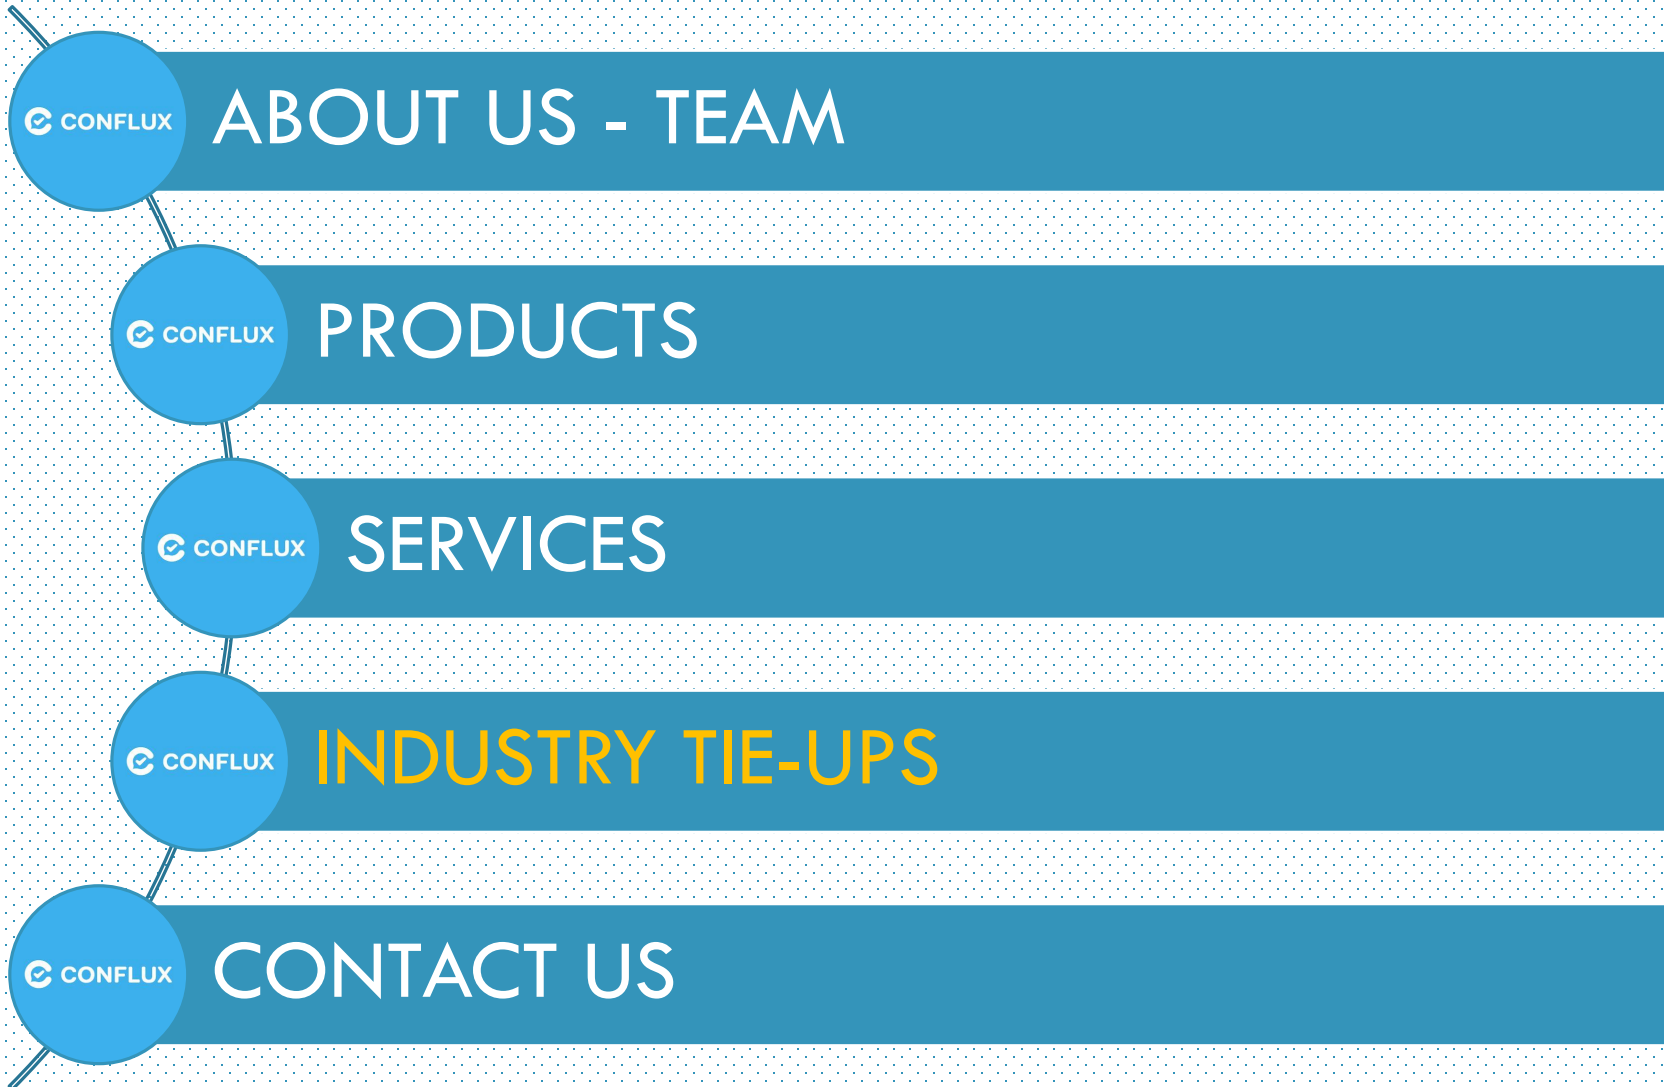 CONFLUX
ABOUT US - TEAM
CONFLUX
PRODUCTS
CONFLUX
SERVICES
CONFLUX
INDUSTRY TIE-UPS
CONFLUX
CONTACT US